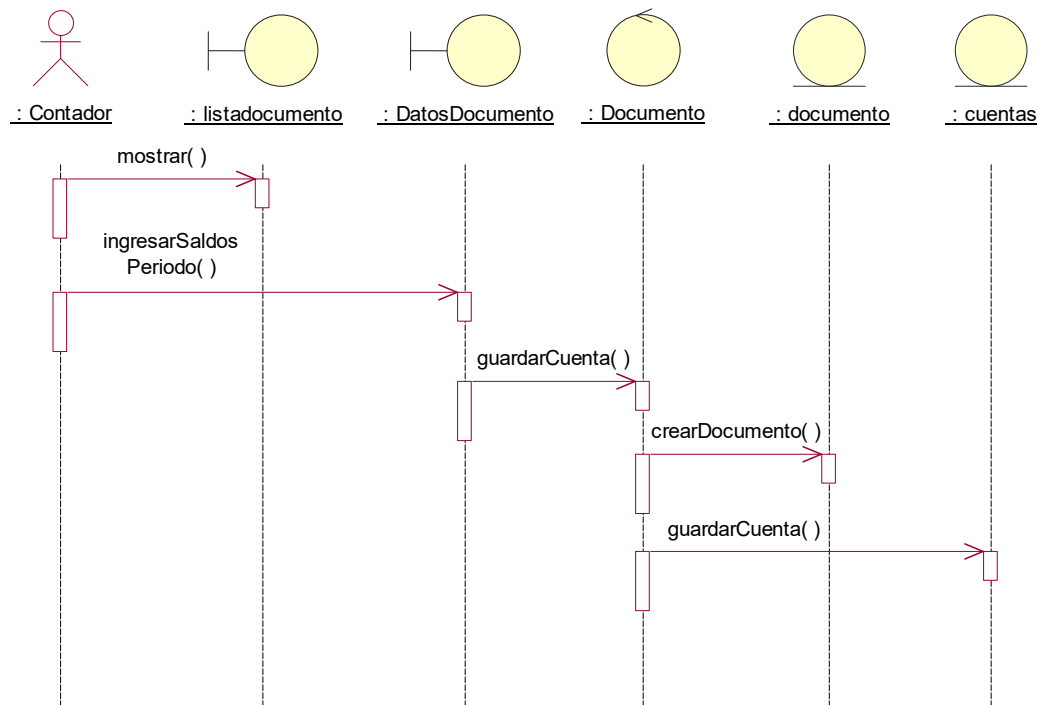 : Contador
: listadocumento
: DatosDocumento
: Documento
: documento
: cuentas
mostrar( )
ingresarSaldos
Periodo( )
guardarCuenta( )
crearDocumento( )
guardarCuenta( )